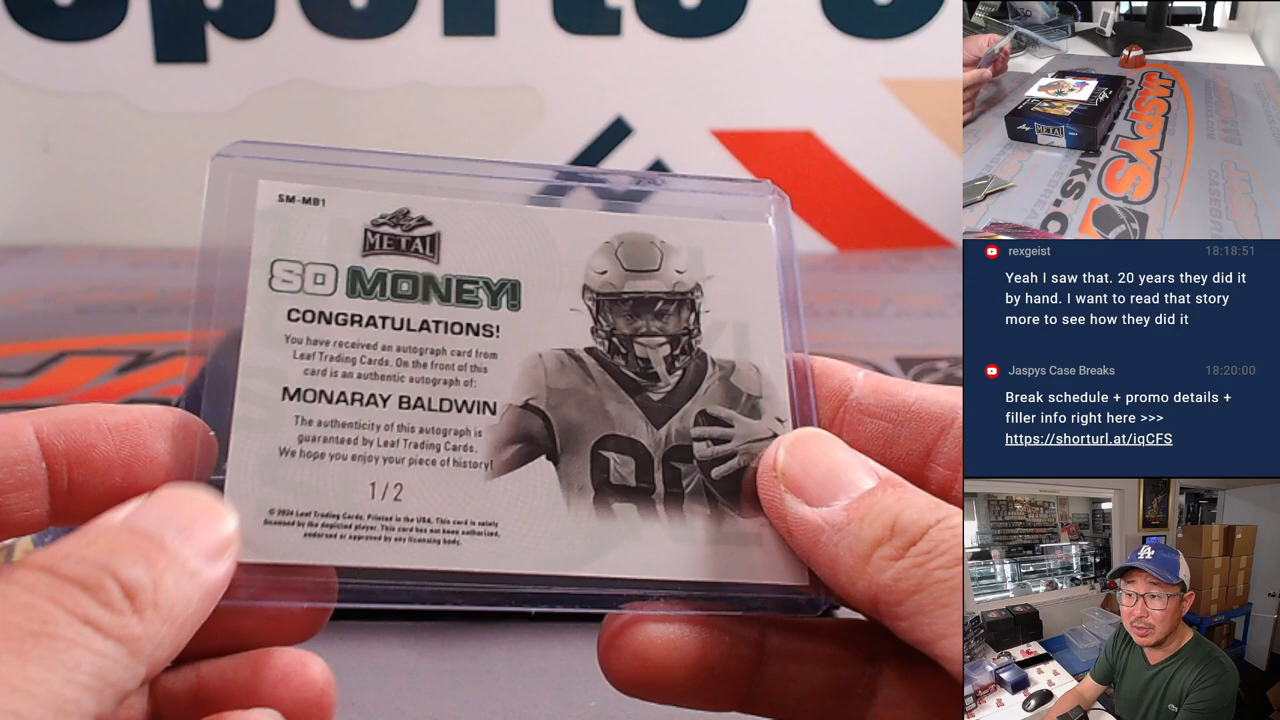 Sports C
SM-MB1
Leaf
METAL
SO MONEY!
CONGRATULATIONS!
You have received an autograph card from
Leaf Trading Cards. On the front of this
card is an authentic autograph of:
MONARAY BALDWIN
The authenticity of this autograph is
guaranteed by Leaf Trading Cards.
We hope you enjoy your piece of history!
1/2
© 2024 Leaf Trading Cards. Printed in the USA. This card is solely
licensed by the depicted player. This card has not been authorized,
endorsed or approved by any licensing body.
80
JASPYS
METAL
rexgeist 18:18:51
Yeah I saw that. 20 years they did it
by hand. I want to read that story
more to see how they did it
Jaspys Case Breaks 18:20:00
Break schedule + promo details +
filler info right here >>>
https://shorturl.at/iqCFS
LA